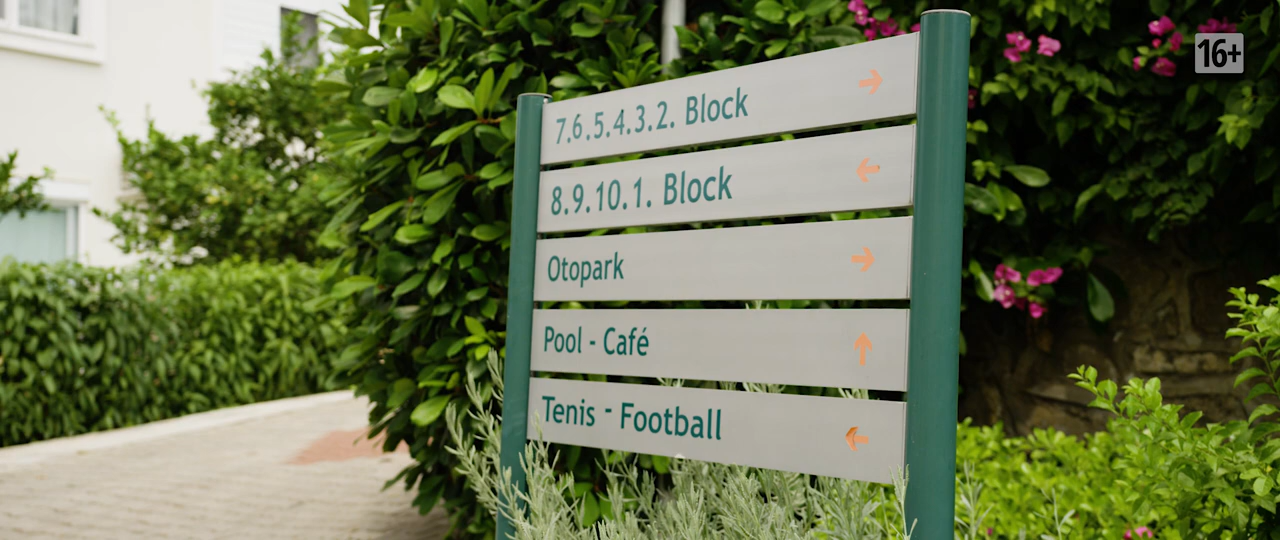 16+
7.6.5.4.3.2. Block
8.9.10.1. Block
Otopark
Pool - Café
Tenis - Football